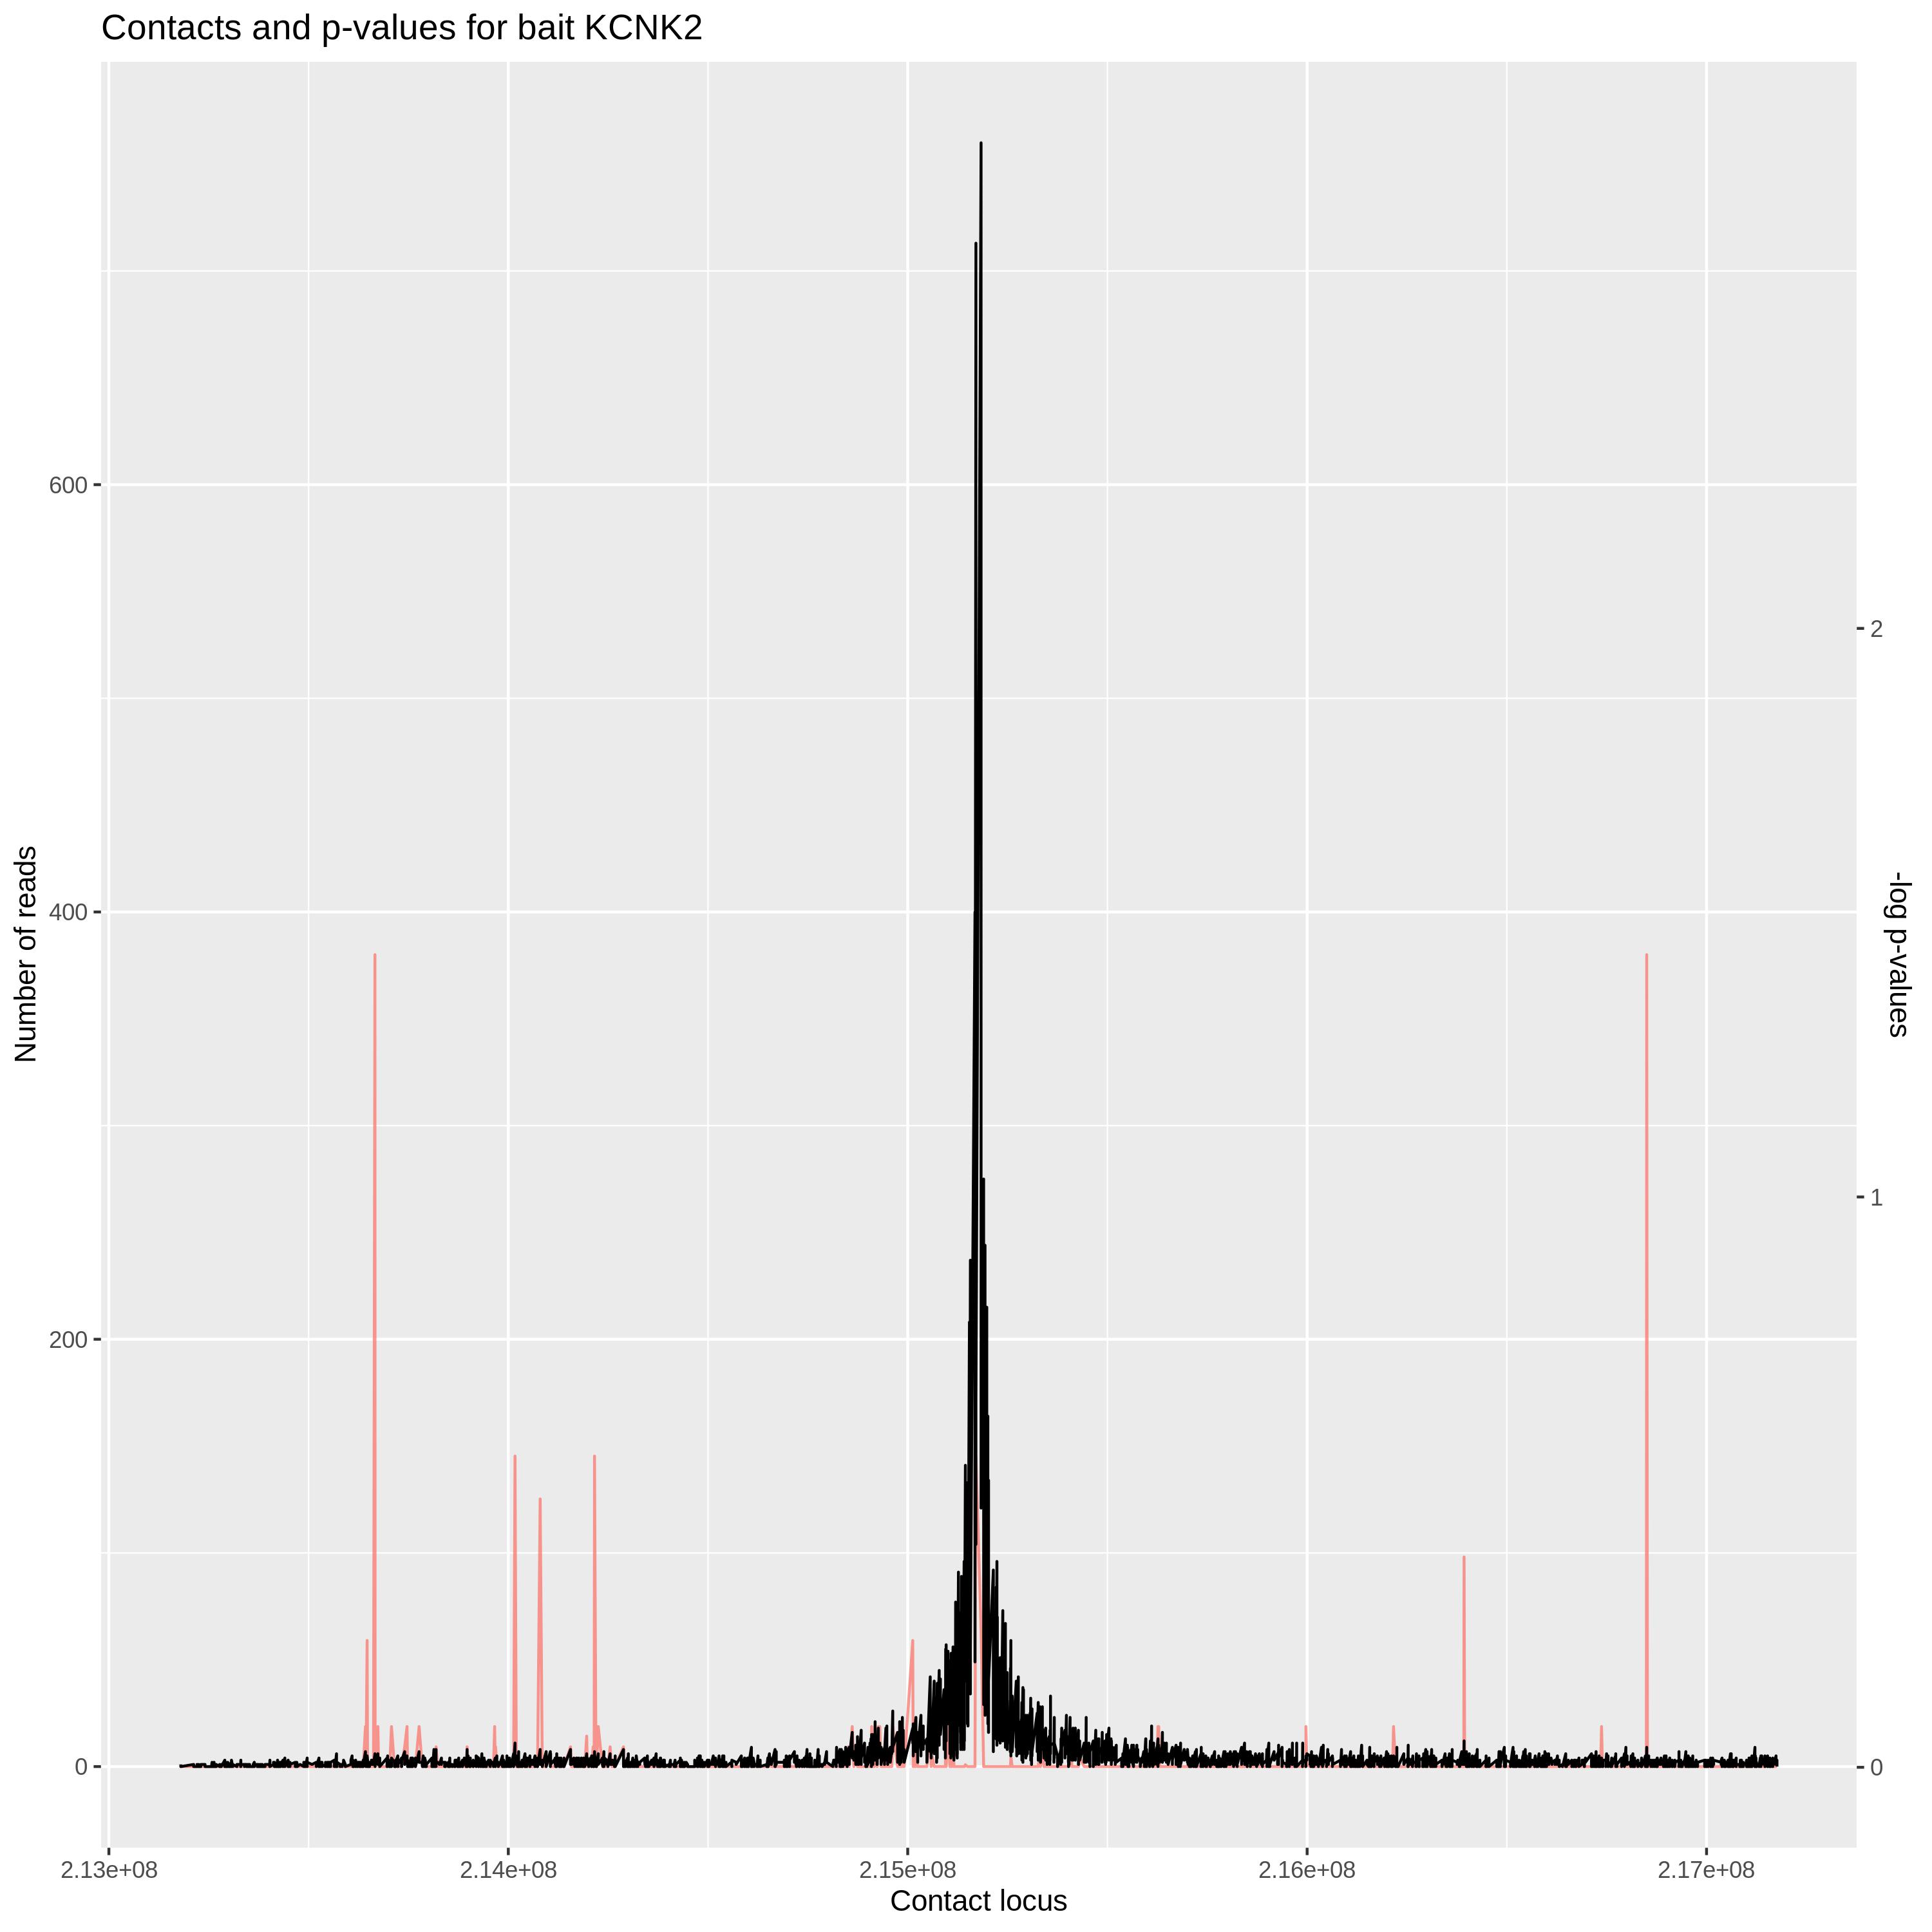 Contacts and p-values for bait KCNK2
Number of reads
600
400
200
0
2
1
0
-log p-values
2.13e+08 2.14e+08 2.15e+08 2.16e+08 2.17e+08
Contact locus